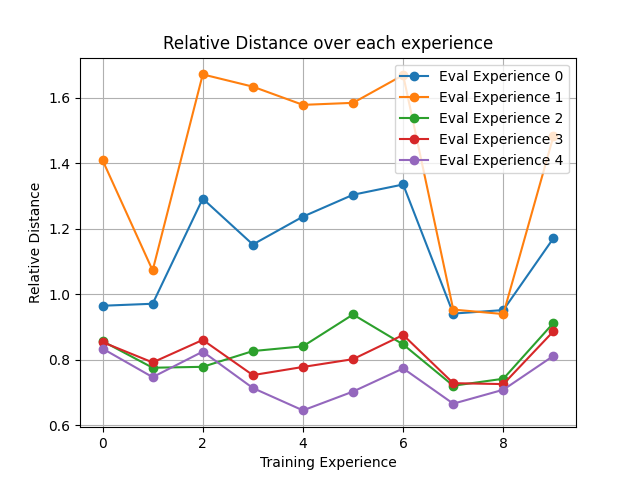 Relative Distance over each experience
Eval Experience 0
Eval Experience 1
Eval Experience 2
Eval Experience 3
Eval Experience 4
1.6
1.4
1.2
1.0
0.8
0.6
Relative Distance
0 2 4 6 8
Training Experience